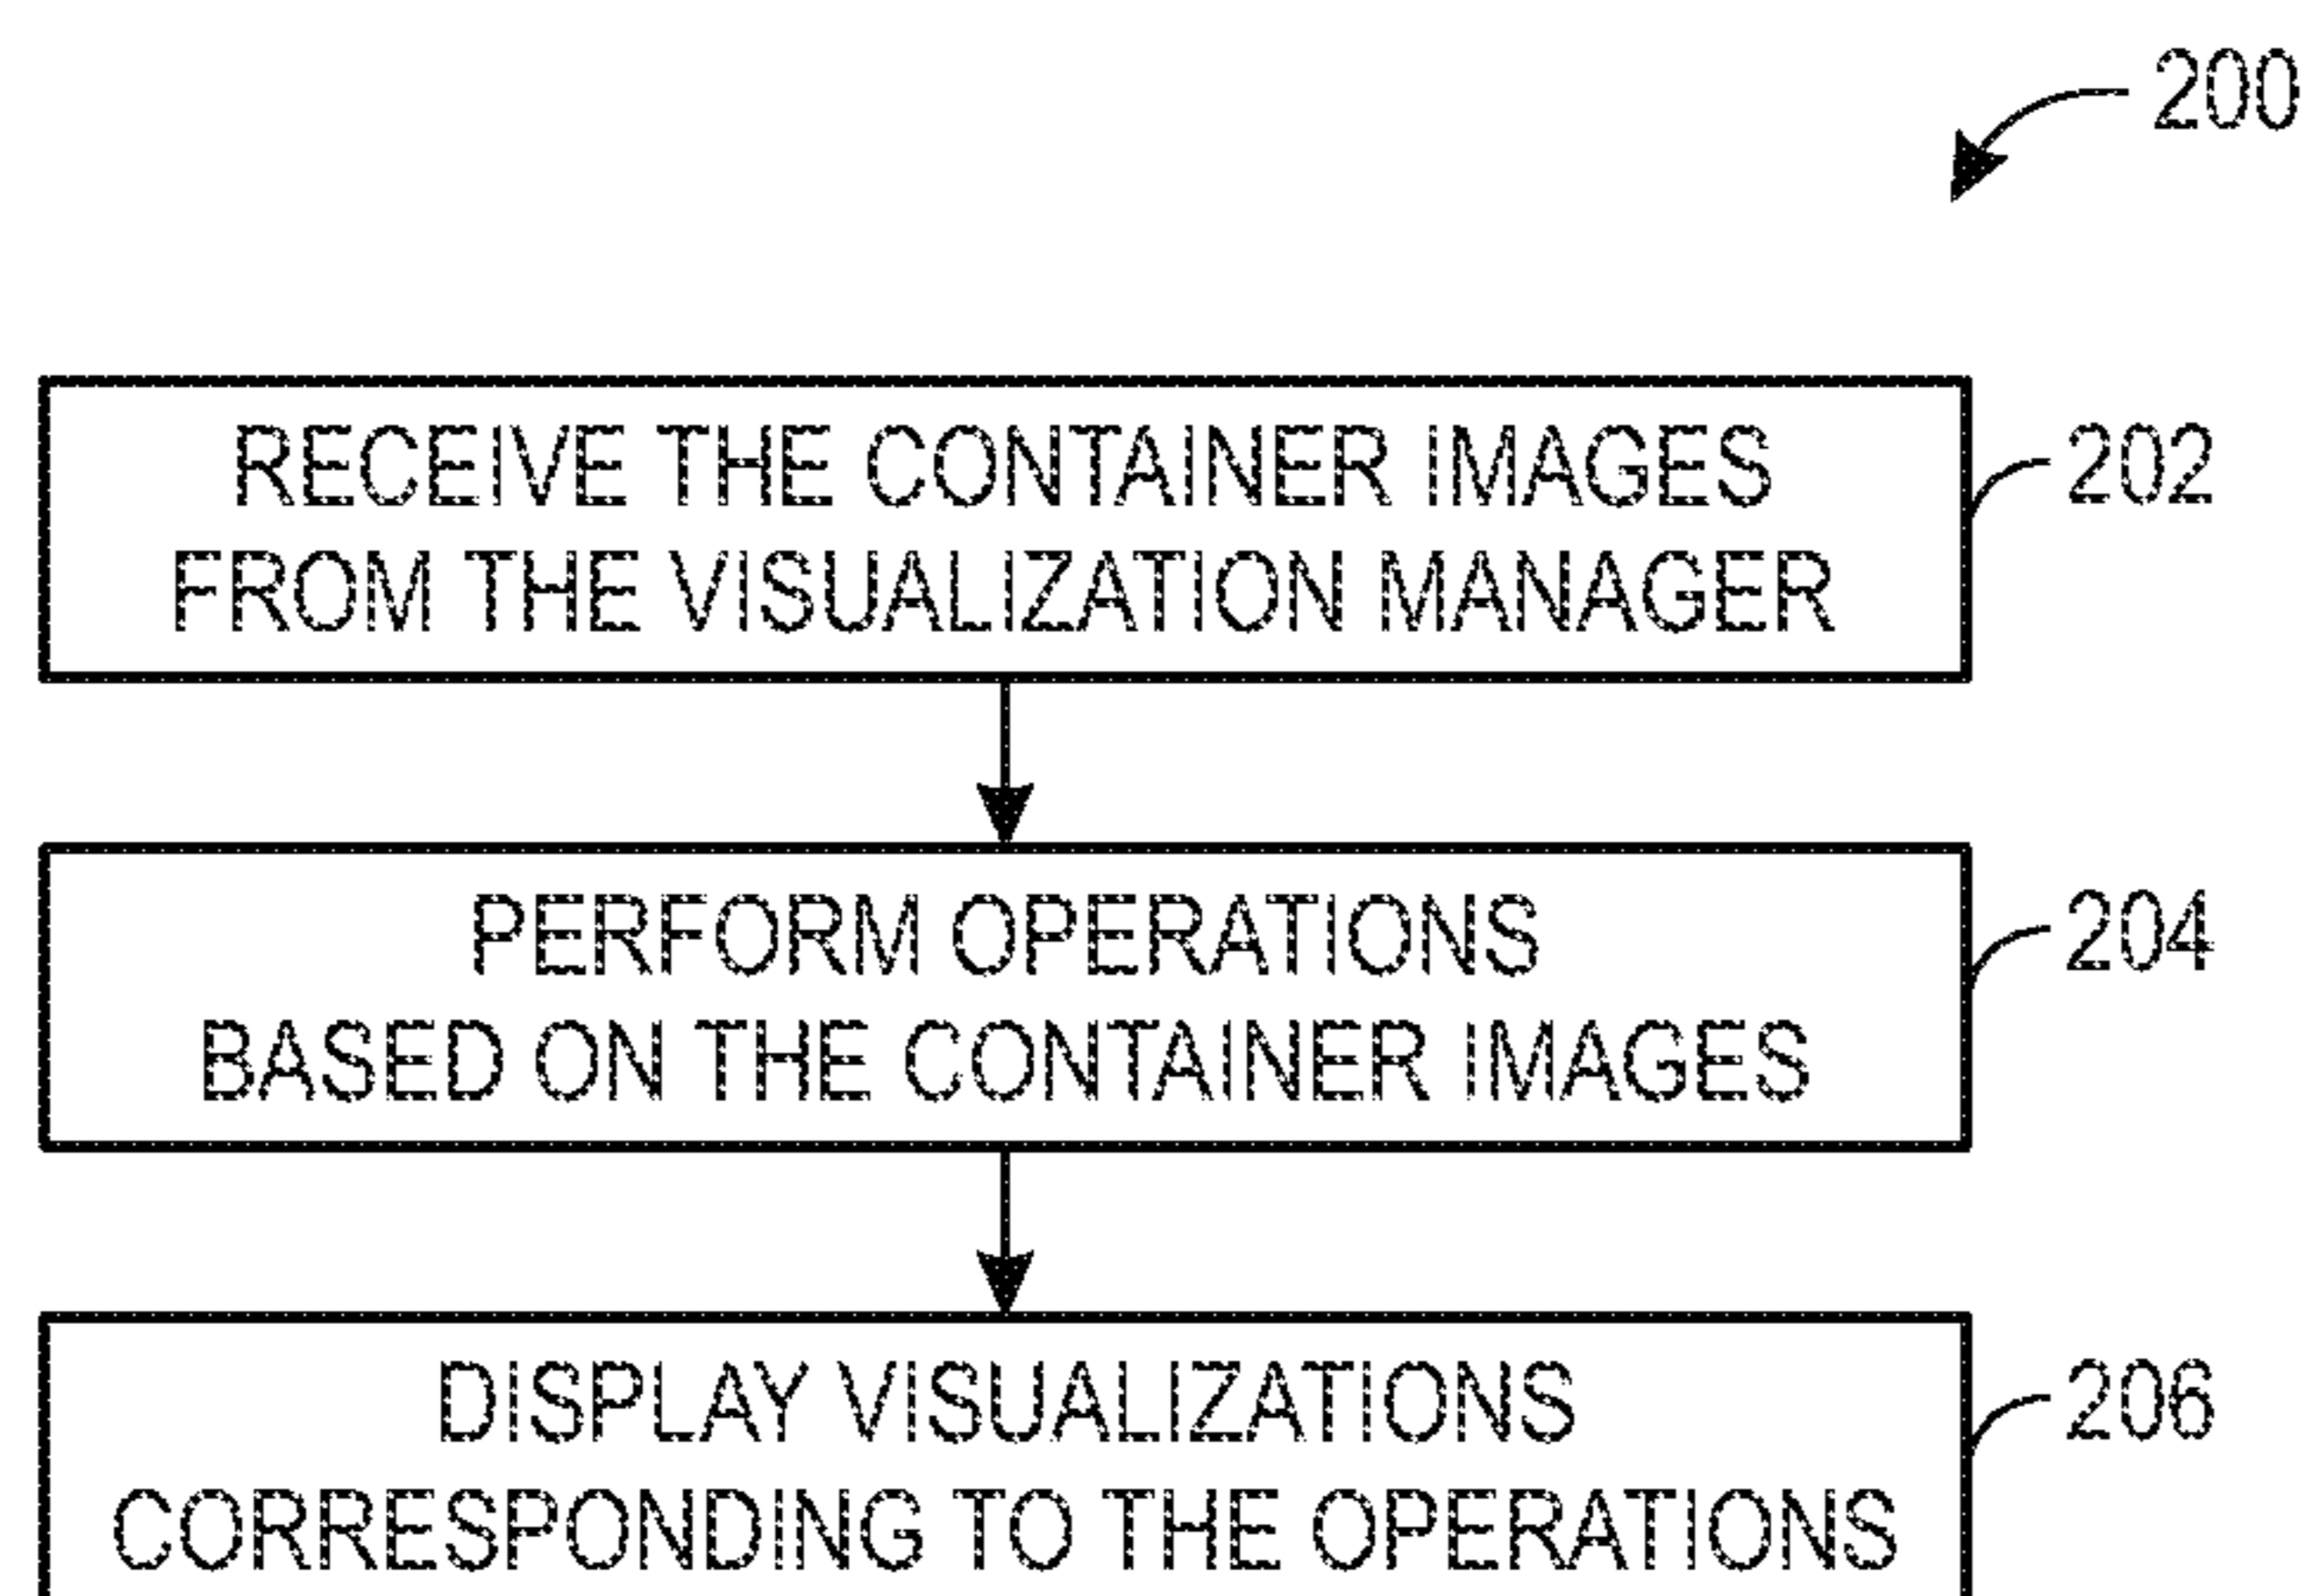 200
RECEIVE THE CONTAINER IMAGES
FROM THE VISUALIZATION MANAGER
202
PERFORM OPERATIONS
BASED ON THE CONTAINER IMAGES
204
DISPLAY VISUALIZATIONS
CORRESPONDING TO THE OPERATIONS
206